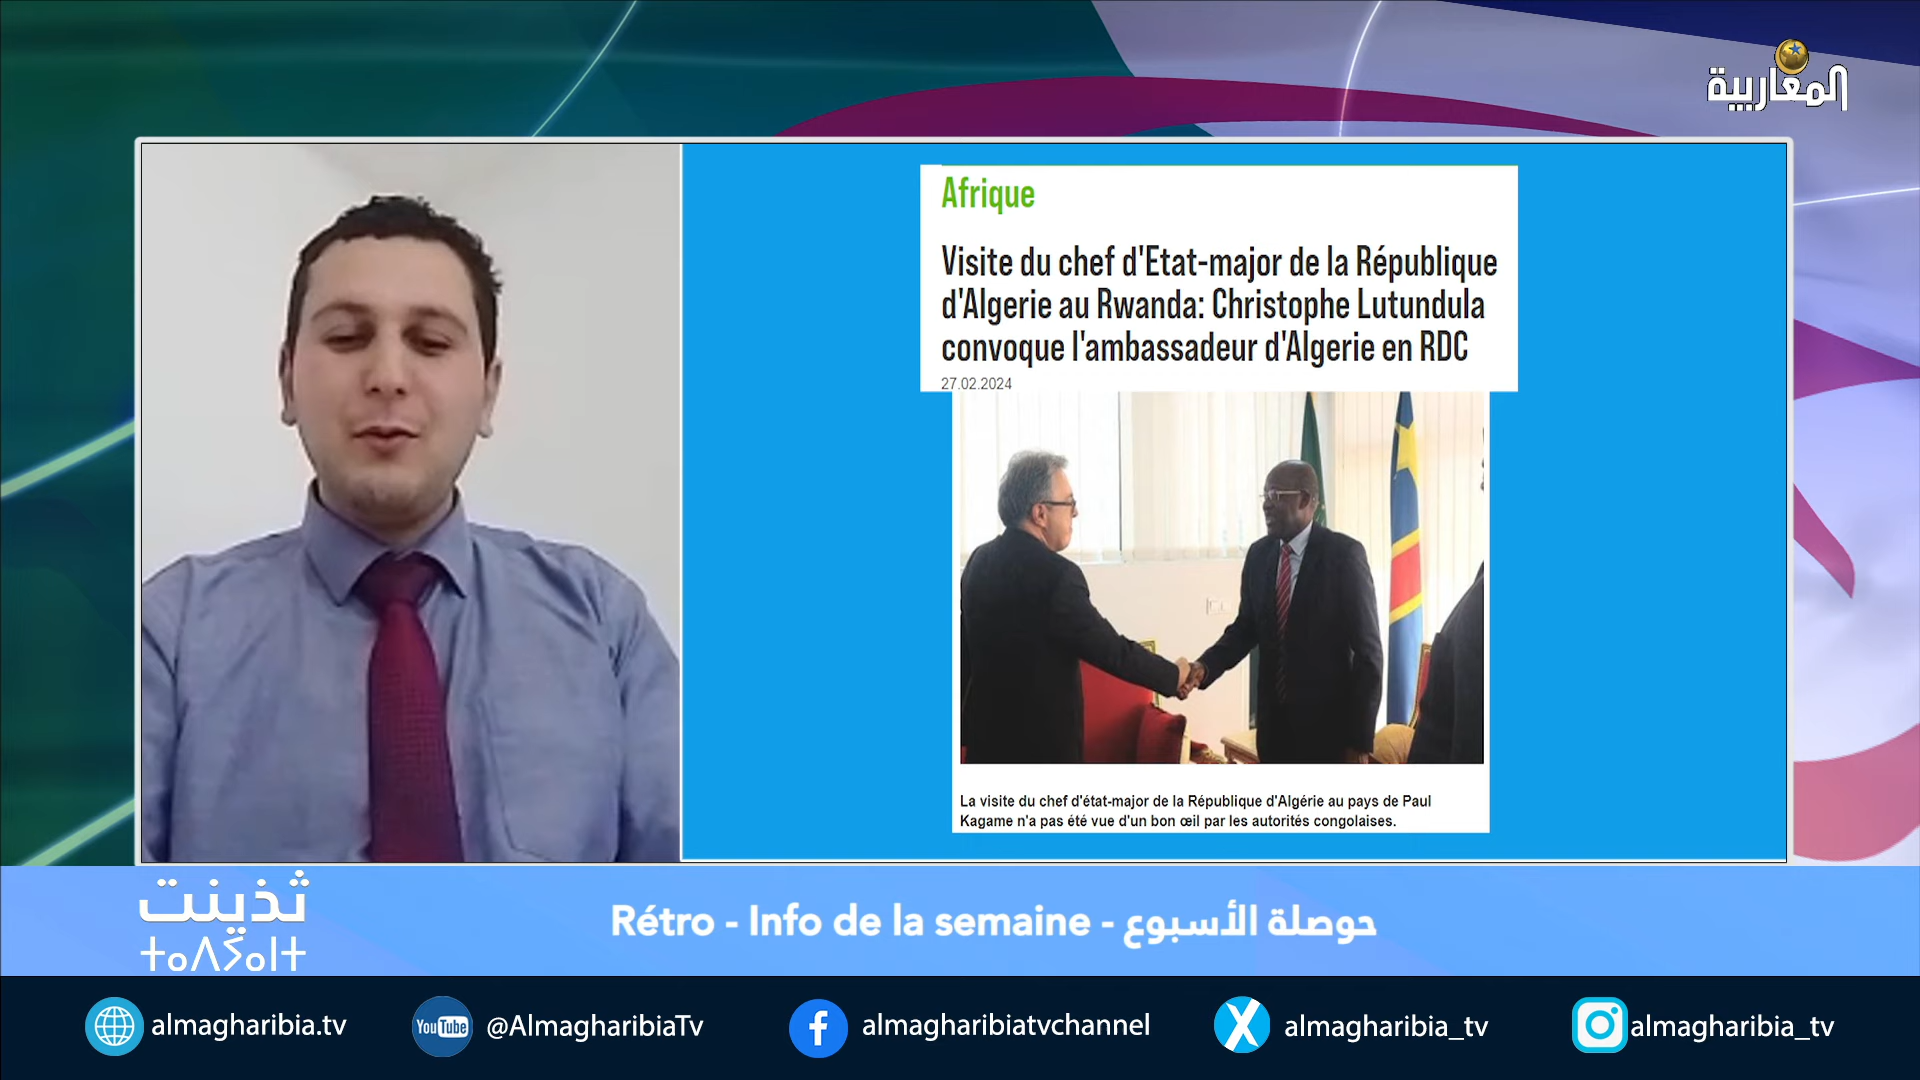 المغاربية
Afrique
Visite du chef d'Etat-major de la République
d'Algerie au Rwanda: Christophe Lutundula
convoque l'ambassadeur d'Algerie en RDC
27.02.2024
La visite du chef d'état-major de la République d'Algérie au pays de Paul
Kagame n'a pas été vue d'un bon œil par les autorités congolaises.
ثذينت
ⵜⴰⴷⵢⴰⵏⵜ
Rétro - Info de la semaine - حوصلة الأسبوع
almagharibia.tv
YouTube @AlmagharibiaTv
almagharibiatvchannel
almagharibia_tv
almagharibia_tv